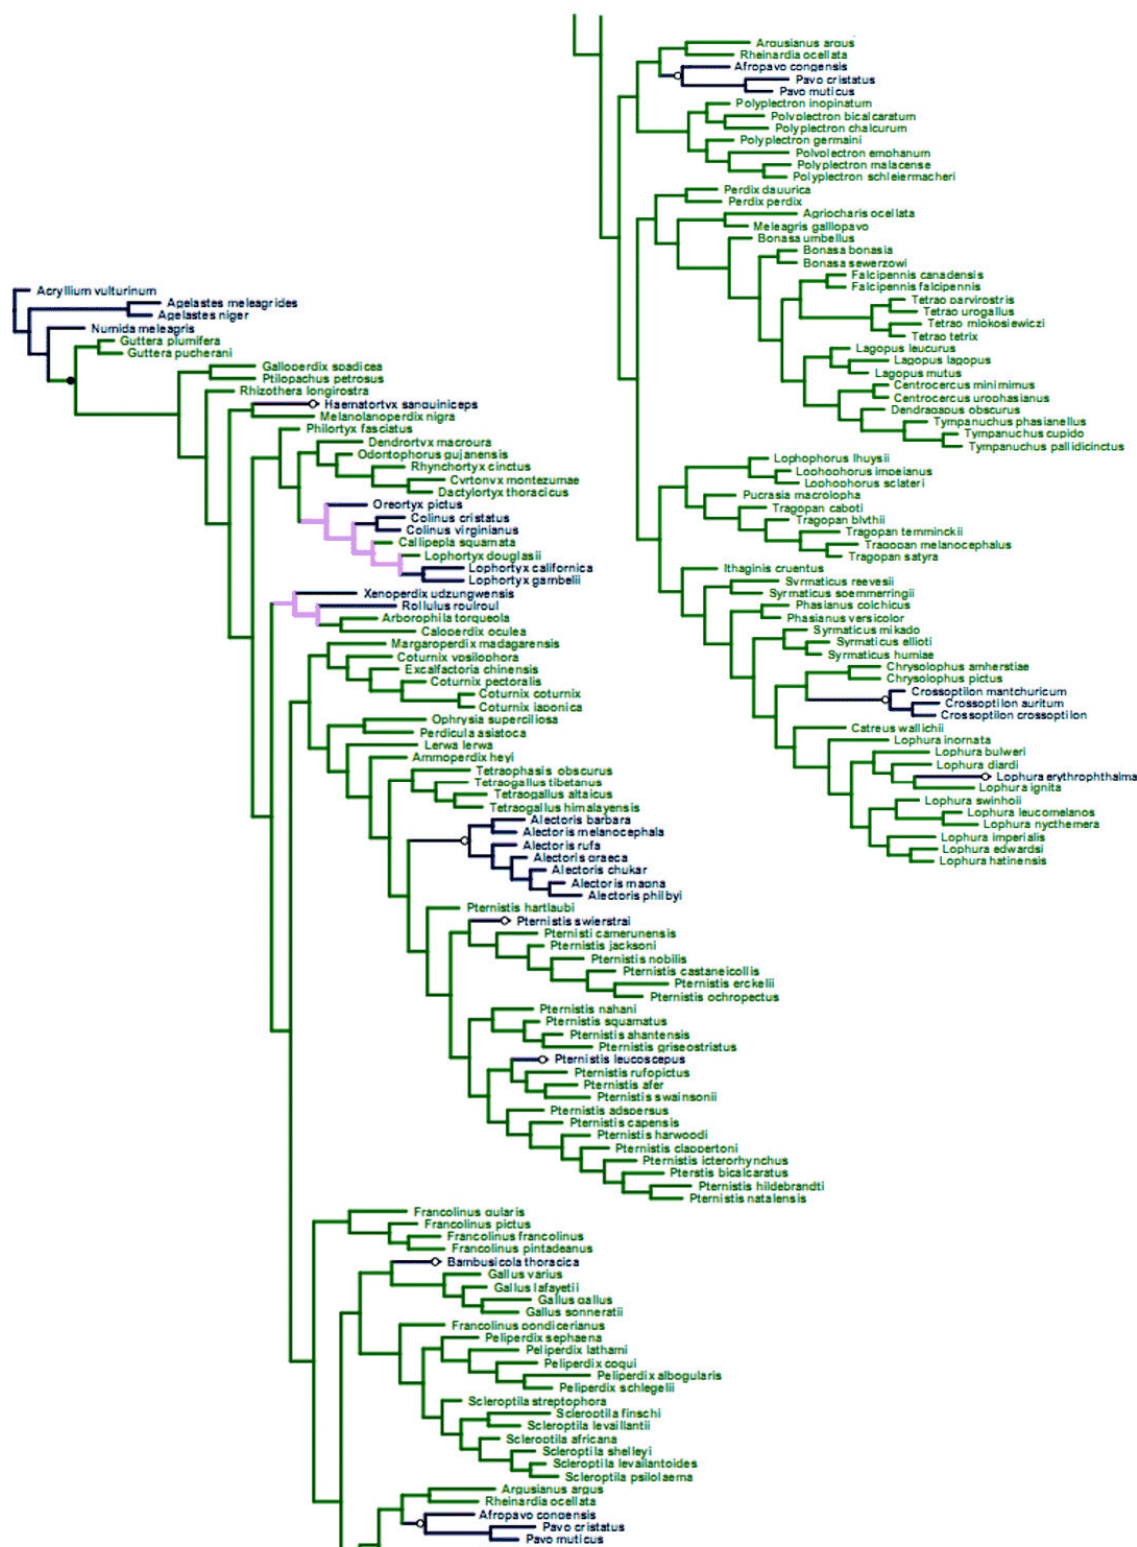 Acryllium vulturinum
Agelastes meleagrides
Agelastes niger
Numida meleagris
Guttera plumifera
Guttera pucherani
Galloperdix spadicea
Ptilopachus petrosus
Rhizothera longirostra
Haematortyx sanguiniceps
Melanoloperdix nigra
Philortyx fasciatus
Dendrortyx macroura
Odontophorus gujanensis
Rhynchortyx cinctus
Cyrtonyx montezumae
Dactylortyx thoracicus
Oreortyx pictus
Colinus cristatus
Colinus virginianus
Callipepla squamata
Lophortyx douglasii
Lophortyx californica
Lophortyx gambelii
Xenoperdix udzungwensis
Rollulus roulroul
Arborophila torqueola
Caloperdix oculea
Margaroperdix madagarensis
Coturnix ypsilophora
Excalfactoria chinensis
Coturnix pectoralis
Coturnix coturnix
Coturnix japonica
Ophrysia superciliosa
Perdicula asiatoca
Lerwa lerwa
Ammoperdix heyi
Tetraophasis obscurus
Tetraogallus tibetanus
Tetraogallus altaicus
Tetraogallus himalayensis
Alectoris barbara
Alectoris melanocephala
Alectoris rufa
Alectoris graeca
Alectoris chukar
Alectoris magna
Alectoris philbyi
Pternistis hartlaubi
Pternistis swierstrai
Pternisti camerunensis
Pternistis jacksoni
Pternistis nobilis
Pternistis castaneicollis
Pternistis erckelii
Pternistis ochropectus
Pternistis nahani
Pternistis squamatus
Pternistis ahantensis
Pternistis griseostriatus
Pternistis leucoscepus
Pternistis rufopictus
Pternistis afer
Pternistis swainsonii
Pternistis adspersus
Pternistis capensis
Pternistis harwoodi
Pternistis clappertoni
Pternistis icterorhynchus
Pterstis bicalcaratus
Pternistis hildebrandti
Pternistis natalensis
Francolinus gularis
Francolinus pictus
Francolinus francolinus
Francolinus pintadeanus
Bambusicola thoracica
Gallus varius
Gallus lafayetii
Gallus gallus
Gallus sonneratii
Francolinus pondicerianus
Peliperdix sephaena
Peliperdix lathami
Peliperdix coqui
Peliperdix albogularis
Peliperdix schlegelii
Scleroptila streptophora
Scleroptila finschi
Scleroptila levaillantii
Scleroptila africana
Scleroptila shelleyi
Scleroptila levailantoides
Scleroptila psilolaema
Argusianus argus
Rheinardia ocellata
Afropavo congensis
Pavo cristatus
Pavo muticus
Argusianus argus
Rheinardia ocellata
Afropavo congensis
Pavo cristatus
Pavo muticus
Polyplectron inopinatum
Polyplectron bicalcaratum
Polyplectron chalcurum
Polyplectron germaini
Polyplectron emphanum
Polyplectron malacense
Polyplectron schleiermacheri
Perdix dauurica
Perdix perdix
Agriocharis ocellata
Meleagris galllopavo
Bonasa umbellus
Bonasa bonasia
Bonasa sewerzowi
Falcipennis canadensis
Falcipennis falcipennis
Tetrao parvirostris
Tetrao urogallus
Tetrao mlokosiewiczi
Tetrao tetrix
Lagopus leucurus
Lagopus lagopus
Lagopus mutus
Centrocercus minimimus
Centrocercus urophasianus
Dendragapus obscurus
Tympanuchus phasianellus
Tympanuchus cupido
Tympanuchus pallidicinctus
Lophophorus lhuysii
Lophophorus impejanus
Lophophorus sclateri
Pucrasia macrolopha
Tragopan caboti
Tragopan blythii
Tragopan temminckii
Tragopan melanocephalus
Tragopan satyra
Ithaginis cruentus
Syrmaticus reevesii
Syrmaticus soemmerringii
Phasianus colchicus
Phasianus versicolor
Syrmaticus mikado
Syrmaticus ellioti
Syrmaticus humiae
Chrysolophus amherstiae
Chrysolophus pictus
Crossoptilon mantchuricum
Crossoptilon auritum
Crossoptilon crossoptilon
Catreus wallichii
Lophura inornata
Lophura bulweri
Lophura diardi
Lophura erythrophthalma
Lophura ignita
Lophura swinhoii
Lophura leucomelanos
Lophura nycthemera
Lophura imperialis
Lophura edwardsi
Lophura hatinensis